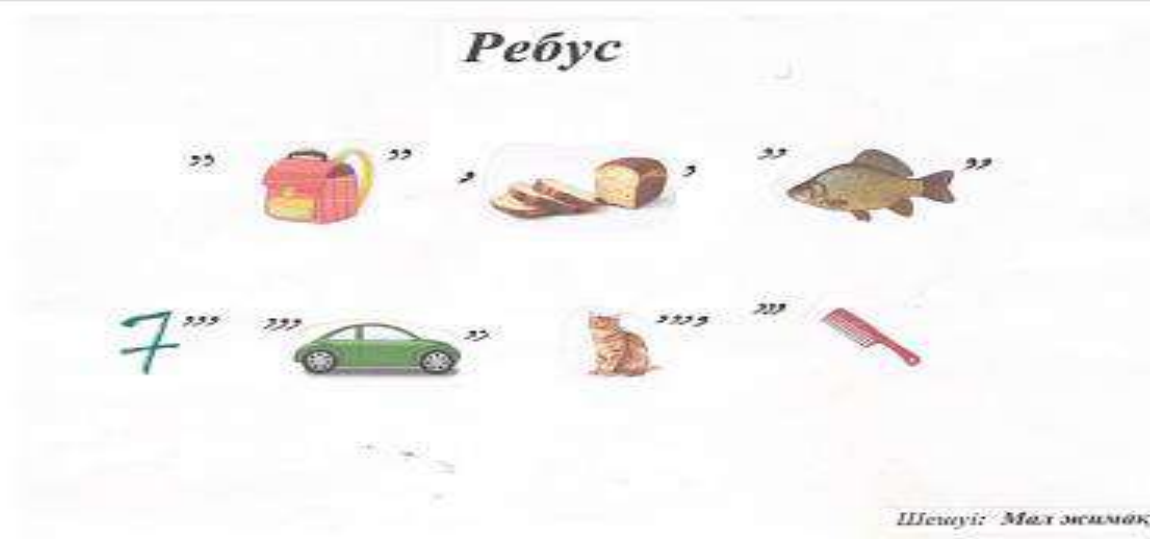 Ребус
,, ,, , , ,, ,,
7,,, ,,, ,, ,,,, ,,,
Шешуі: Мал жимақ